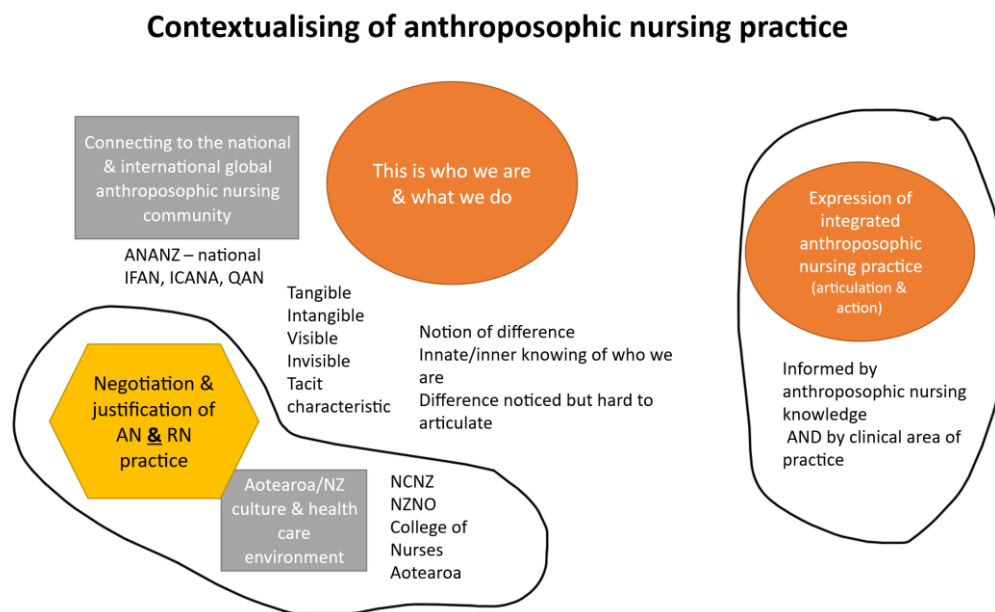 Contextualising of anthroposophic nursing practice
Connecting to the national
& international global
anthroposophic nursing
community
ANANZ – national
IFAN, ICANA, QAN
This is who we are
& what we do
Tangible
Intangible
Visible
Invisible
Tacit
characteristic
Notion of difference
Innate/inner knowing of who we
are
Difference noticed but hard to
articulate
Negotiation &
justification of
AN & RN
practice
Aotearoa/NZ
culture & health
care
environment
NCNZ
NZNO
College of
Nurses
Aotearoa
Expression of
integrated
anthroposophic
nursing practice
(articulation &
action)
Informed by
anthroposophic nursing
knowledge
AND by clinical area of
practice